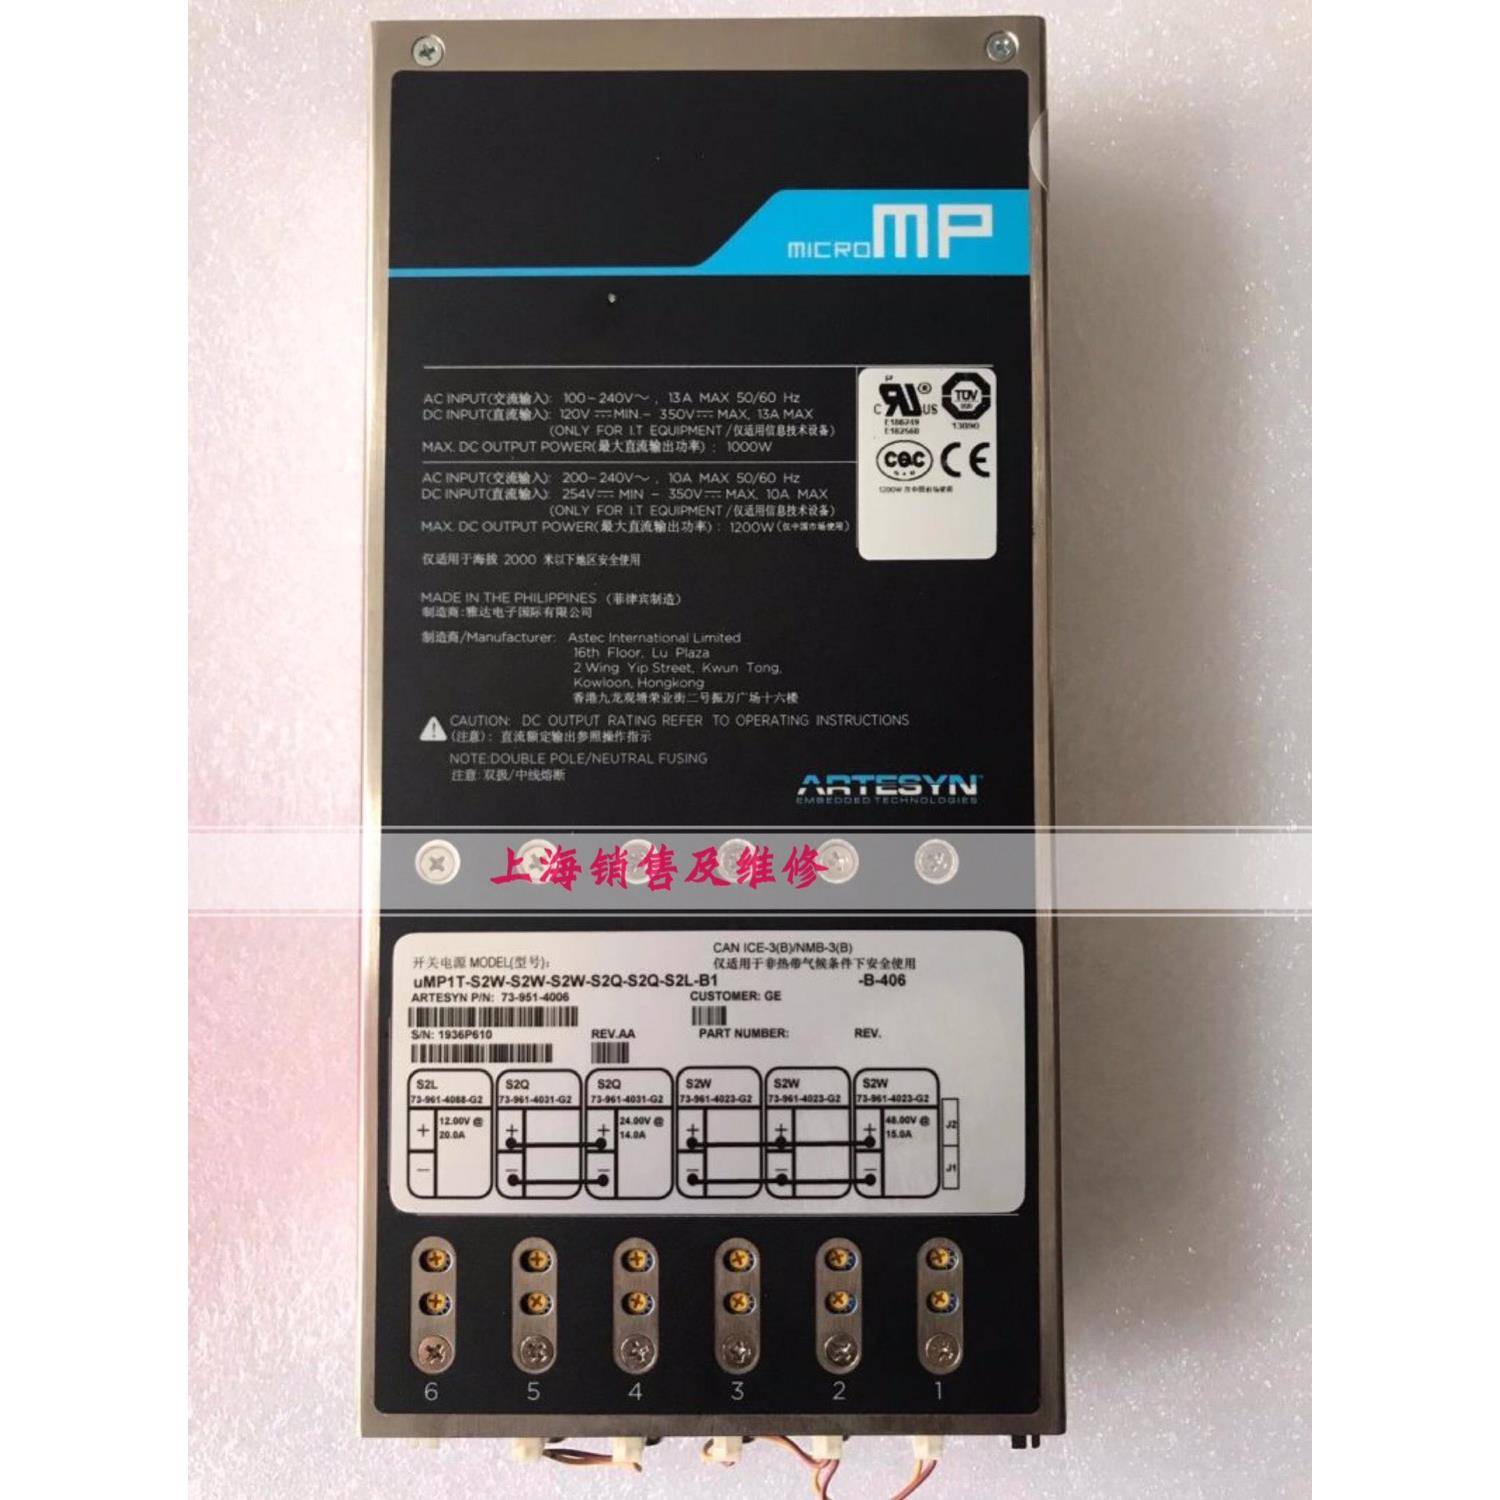 MICRO MP
AC INPUT(交流输入): 100~240V~ , 13A MAX 50/60 Hz
DC INPUT(直流输入): 120V⎓MIN.- 350V⎓MAX, 13A MAX
(ONLY FOR I.T EQUIPMENT/仅适用信息技术设备)
MAX. DC OUTPUT POWER(最大直流输出功率) : 1000W
AC INPUT(交流输入): 200~240V~ , 10A MAX 50/60 Hz
DC INPUT(直流输入): 254V⎓ MIN - 350V⎓MAX, 10A MAX
(ONLY FOR I.T EQUIPMENT/仅适用信息技术设备)
MAX. DC OUTPUT POWER(最大直流输出功率) : 1200W(仅中国市场使用)
C US
E186249
E182560
TUV
13890
CQC
CE
仅适用于海拔 2000 米以下地区安全使用
MADE IN THE PHILIPPINES (菲律宾制造)
制造商:雅达电子国际有限公司
制造商/Manufacturer: Astec International Limited
16th Floor, Lu Plaza
2 Wing Yip Street, Kwun Tong,
Kowloon, Hongkong
香港九龙观塘荣业街二号振万广场十六楼
CAUTION: DC OUTPUT RATING REFER TO OPERATING INSTRUCTIONS
(注意): 直流额定输出参照操作指示
NOTE:DOUBLE POLE/NEUTRAL FUSING
注意:双极/中线熔断
ARTESYN™
EMBEDDED TECHNOLOGIES
上海销售及维修
CAN ICE-3(B)/NMB-3(B)
开关电源 MODEL(型号): 仅适用于非热带气候条件下安全使用
uMP1T-S2W-S2W-S2W-S2Q-S2Q-S2L-B1 -B-406
ARTESYN P/N: 73-951-4006 CUSTOMER: GE
S/N: 1936P610 REV.AA PART NUMBER: REV.
S2L S2Q S2Q S2W S2W S2W
73-961-4088-G2 73-961-4031-G2 73-961-4031-G2 73-961-4023-G2 73-961-4023-G2 73-961-4023-G2
+ 12.00V @ + + 24.00V @ + + + 48.00V @ J2
20.0A 14.0A 15.0A
- - - - - - J1
6 5 4 3 2 1